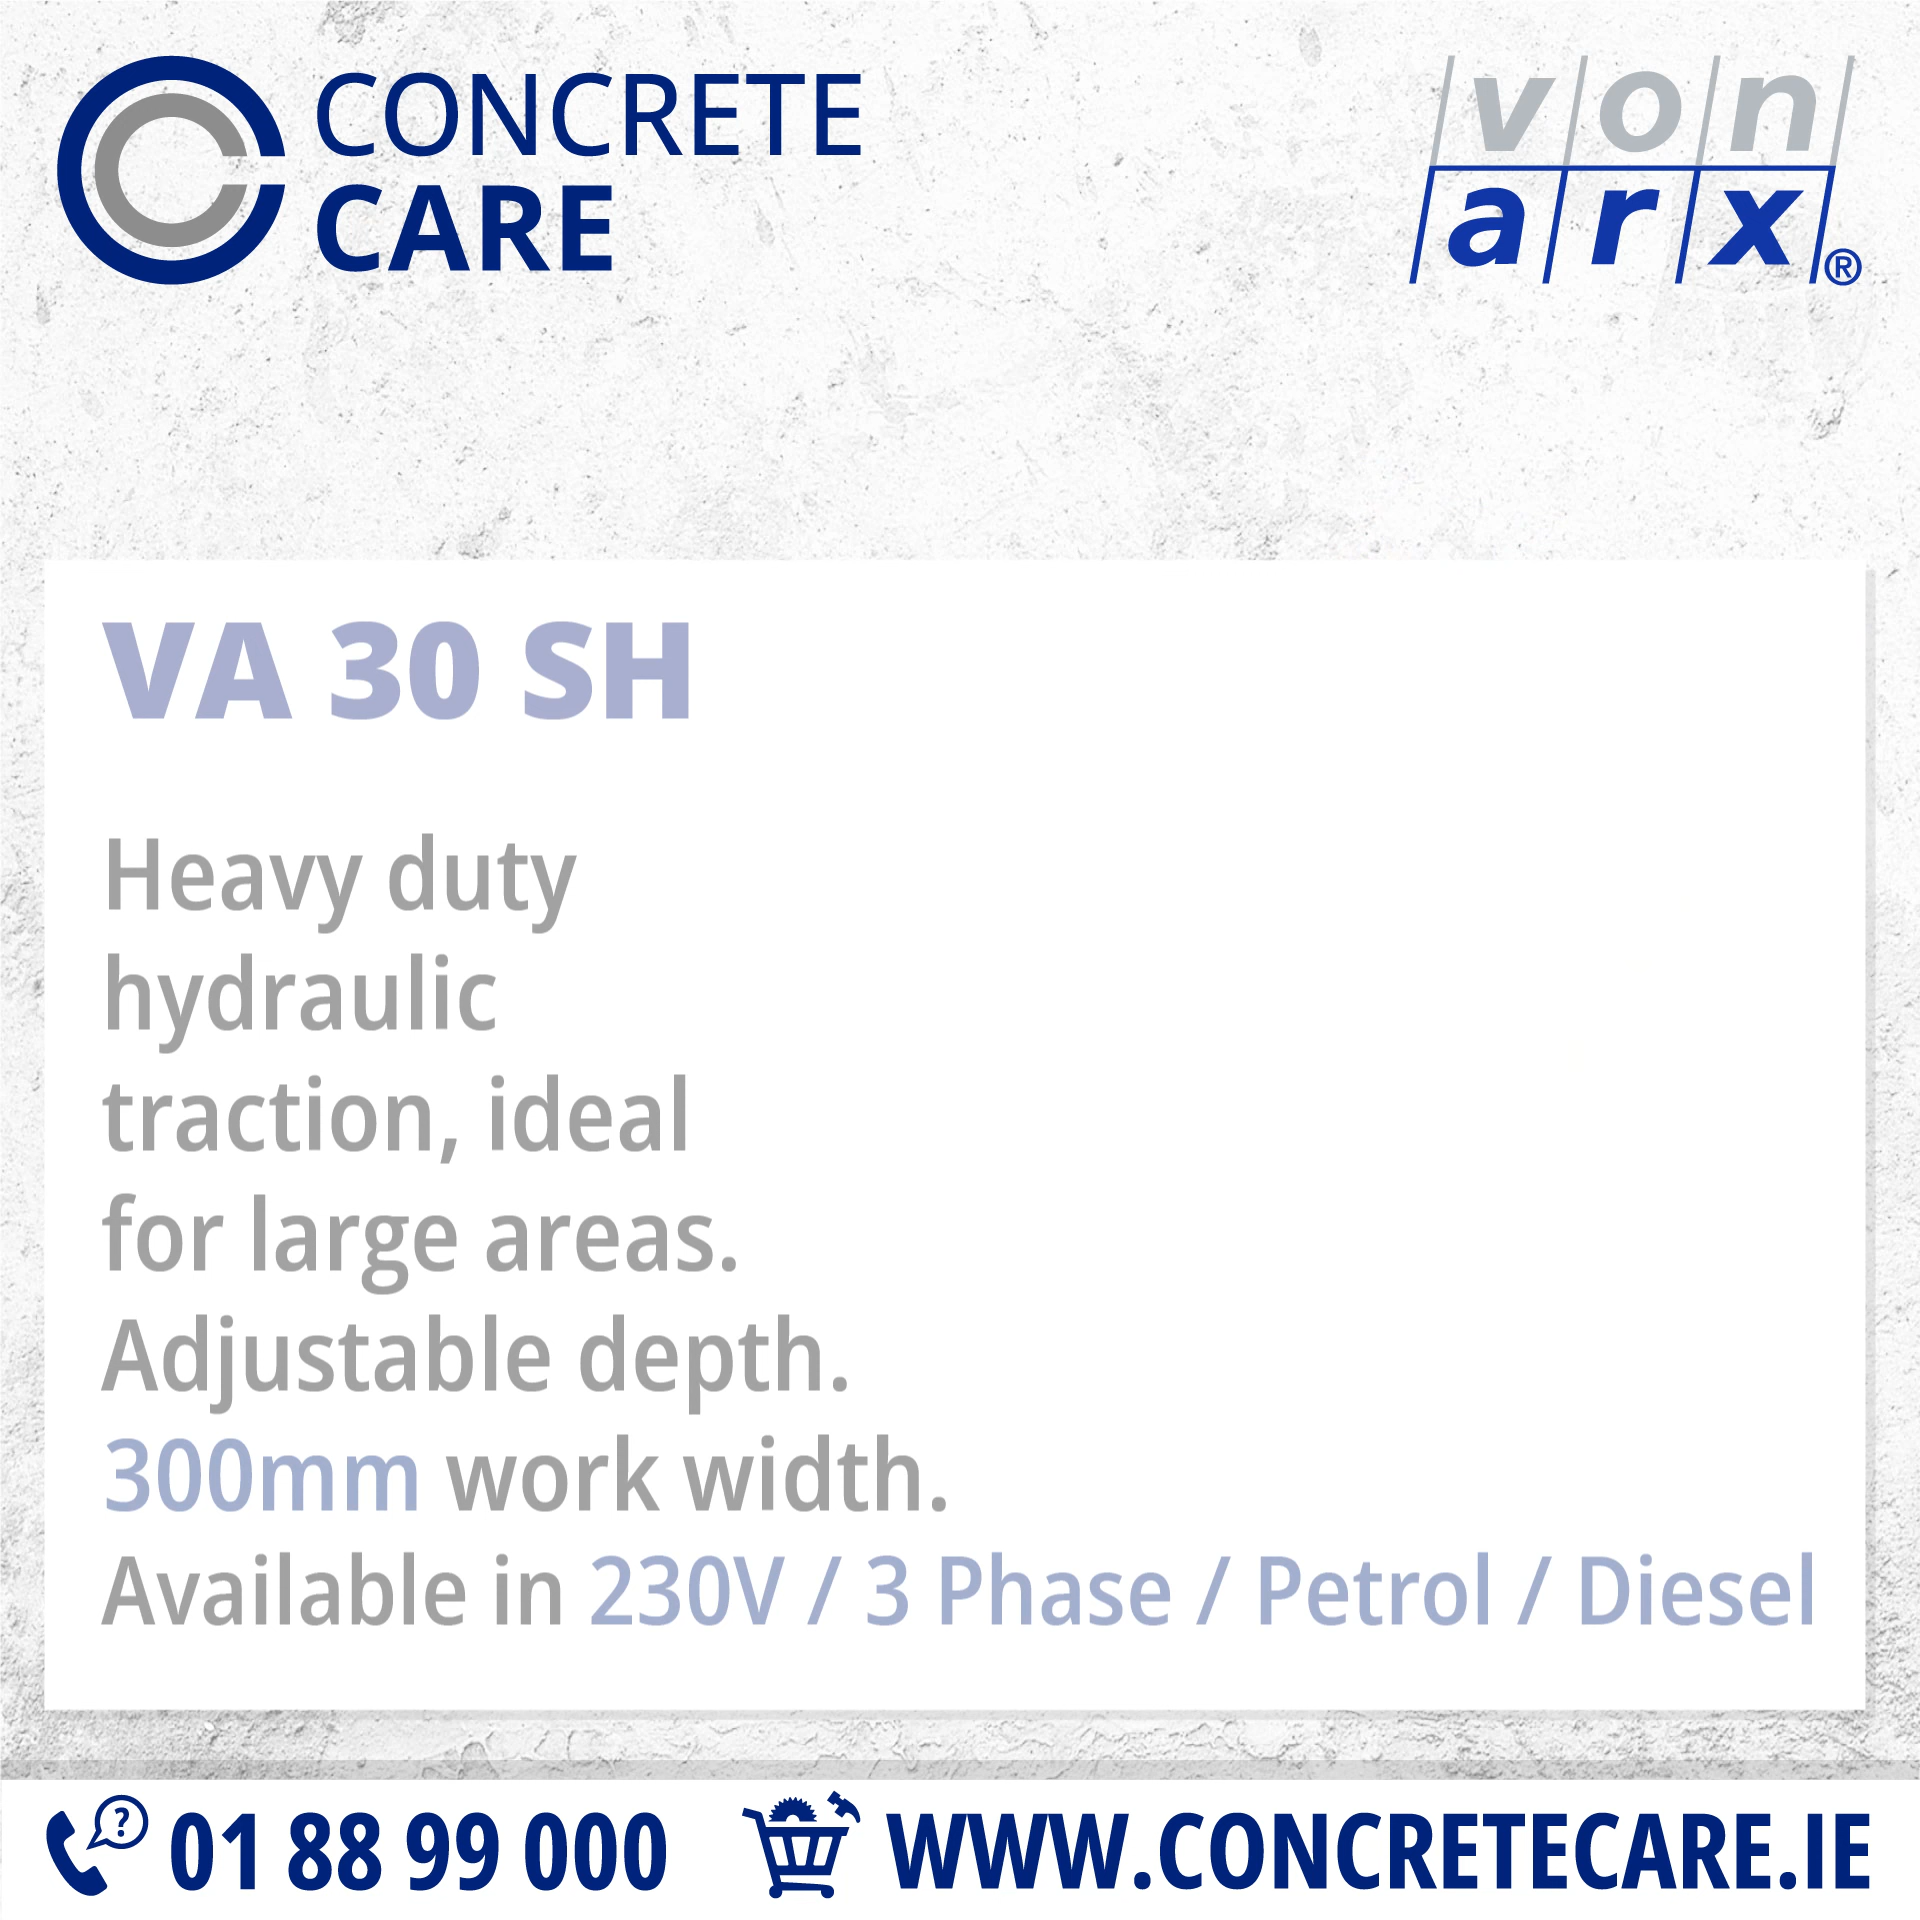 CONCRETE
CARE
von
arx®
VA 30 SH
Heavy duty
hydraulic
traction, ideal
for large areas.
Adjustable depth.
300mm work width.
Available in 230V / 3 Phase / Petrol / Diesel
? 01 88 99 000 WWW.CONCRETECARE.IE